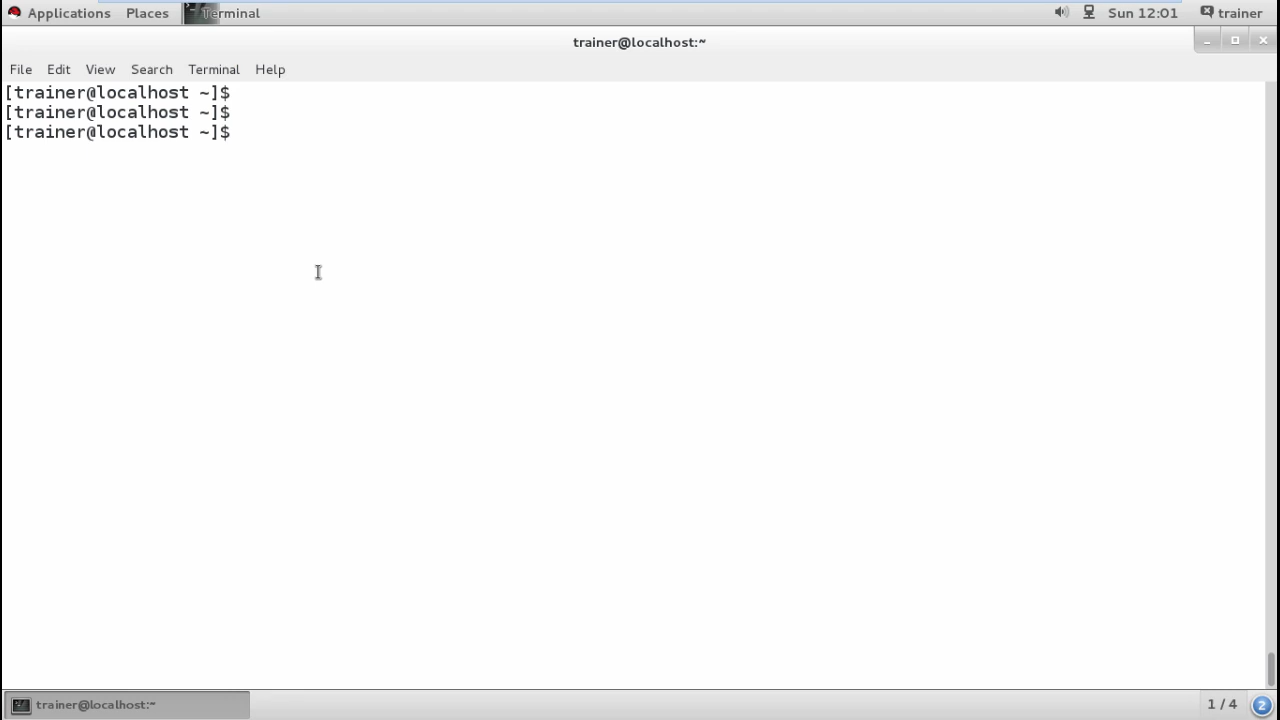 Applications Places Terminal Sun 12:01 trainer
trainer@localhost:~
File Edit View Search Terminal Help
[trainer@localhost ~]$
[trainer@localhost ~]$
[trainer@localhost ~]$
trainer@localhost:~ 1 / 4 2